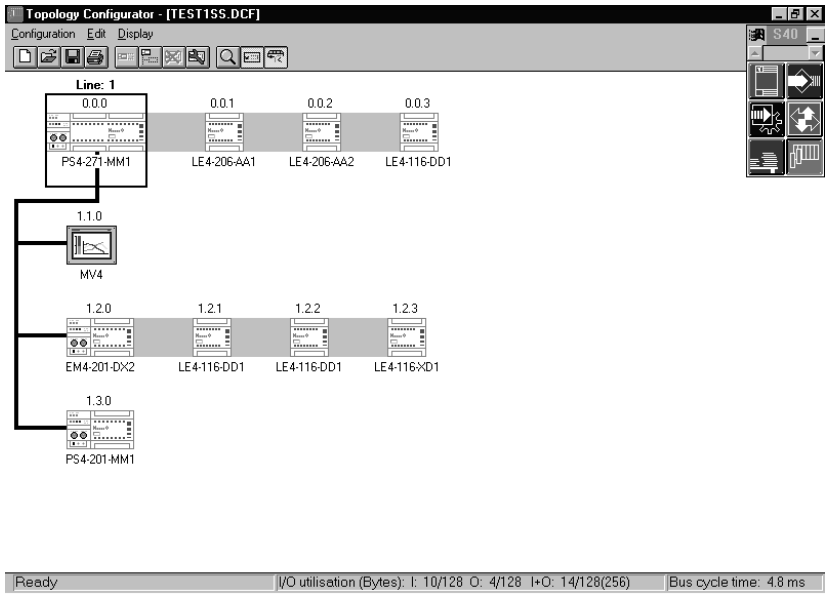 Topology Configurator - [TEST1SS.DCF]
Configuration Edit Display
S40
Line: 1
0.0.0 0.0.1 0.0.2 0.0.3
PS4-271-MM1 LE4-206-AA1 LE4-206-AA2 LE4-116-DD1
1.1.0
MV4
1.2.0 1.2.1 1.2.2 1.2.3
EM4-201-DX2 LE4-116-DD1 LE4-116-DD1 LE4-116-XD1
1.3.0
PS4-201-MM1
Ready I/O utilisation (Bytes): I: 10/128 O: 4/128 I+O: 14/128(256) Bus cycle time: 4.8 ms